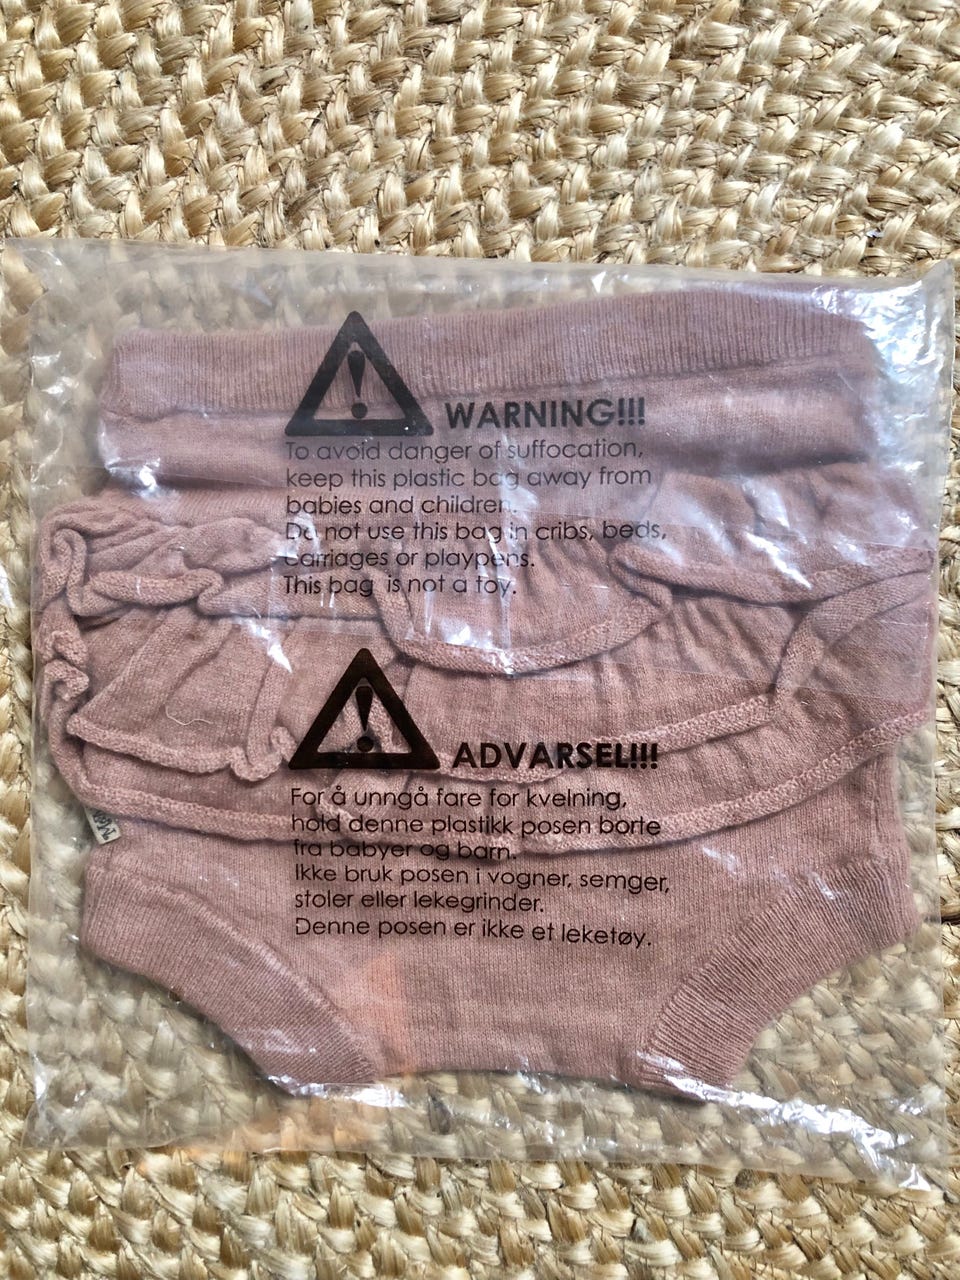 WARNING!!!
To avoid danger of suffocation,
keep this plastic bag away from
babies and children.
Do not use this bag in cribs, beds,
carriages or playpens.
This bag is not a toy.
ADVARSEL!!!
For å unngå fare for kvelning,
hold denne plastikk posen borte
fra babyer og barn.
Ikke bruk posen i vogner, semger,
stoler eller lekegrinder.
Denne posen er ikke et leketøy.